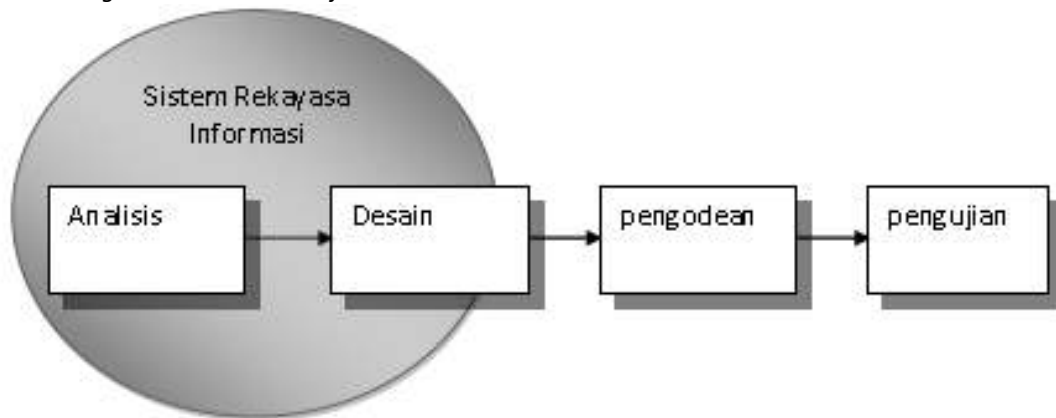 Sistem Rekayasa
Informasi
Analisis
Desain
pengodean
pengujian